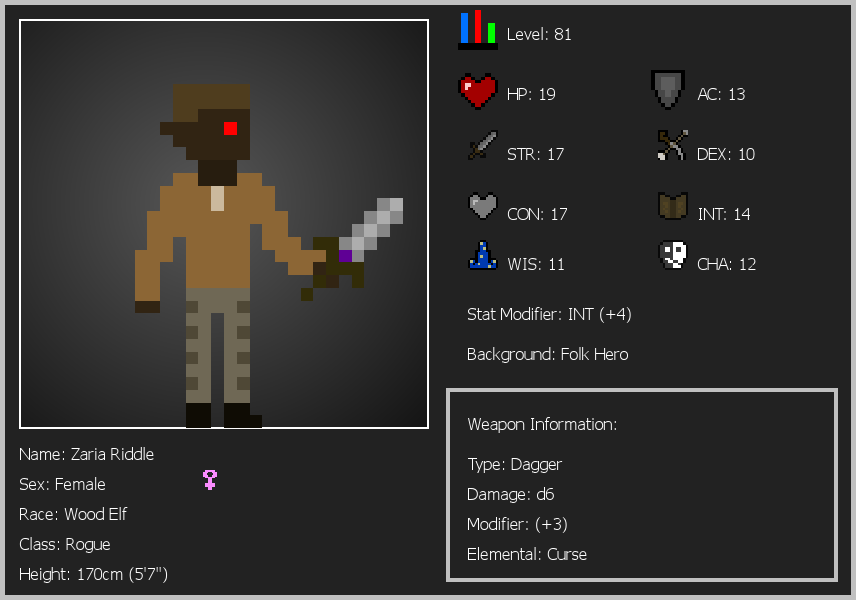 Level: 81
HP: 19
AC: 13
STR: 17
DEX: 10
CON: 17
INT: 14
WIS: 11
CHA: 12
Stat Modifier: INT (+4)
Background: Folk Hero
Weapon Information:
Type: Dagger
Damage: d6
Modifier: (+3)
Elemental: Curse
Name: Zaria Riddle
Sex: Female
Race: Wood Elf
Class: Rogue
Height: 170cm (5'7")